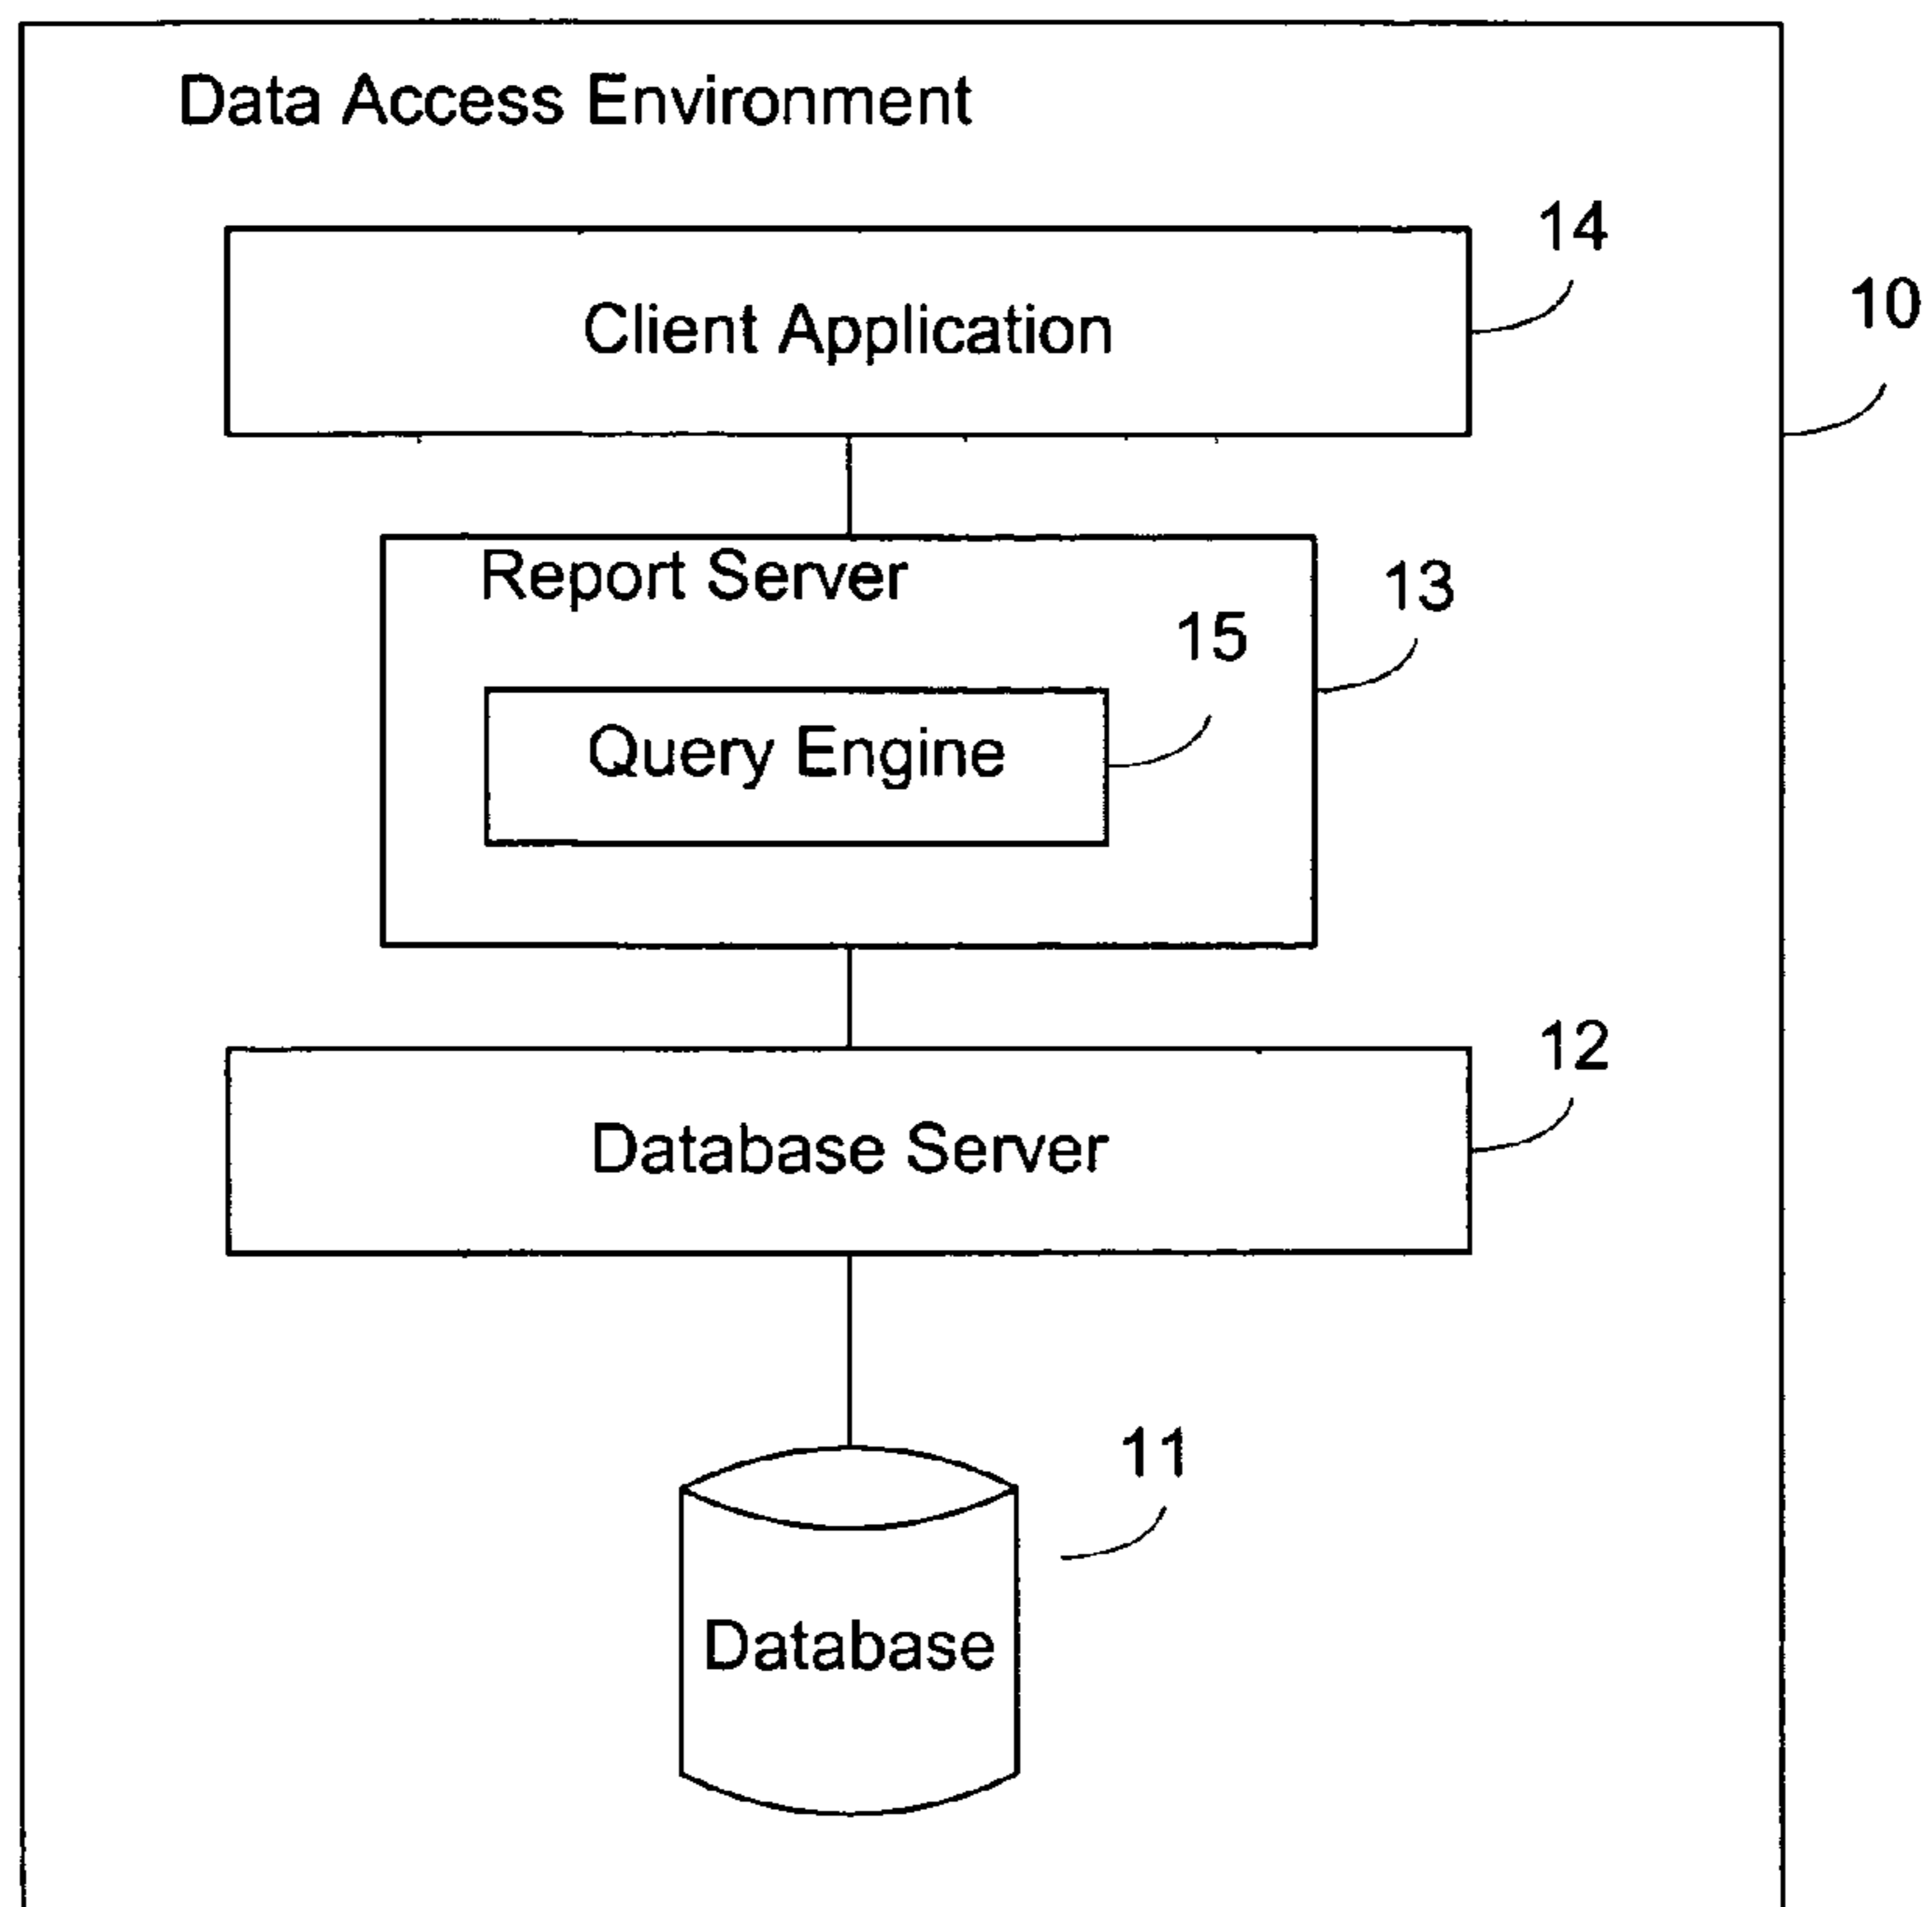 Data Access Environment
14
Client Application
10
Report Server
13
15
Query Engine
12
Database Server
11
Database